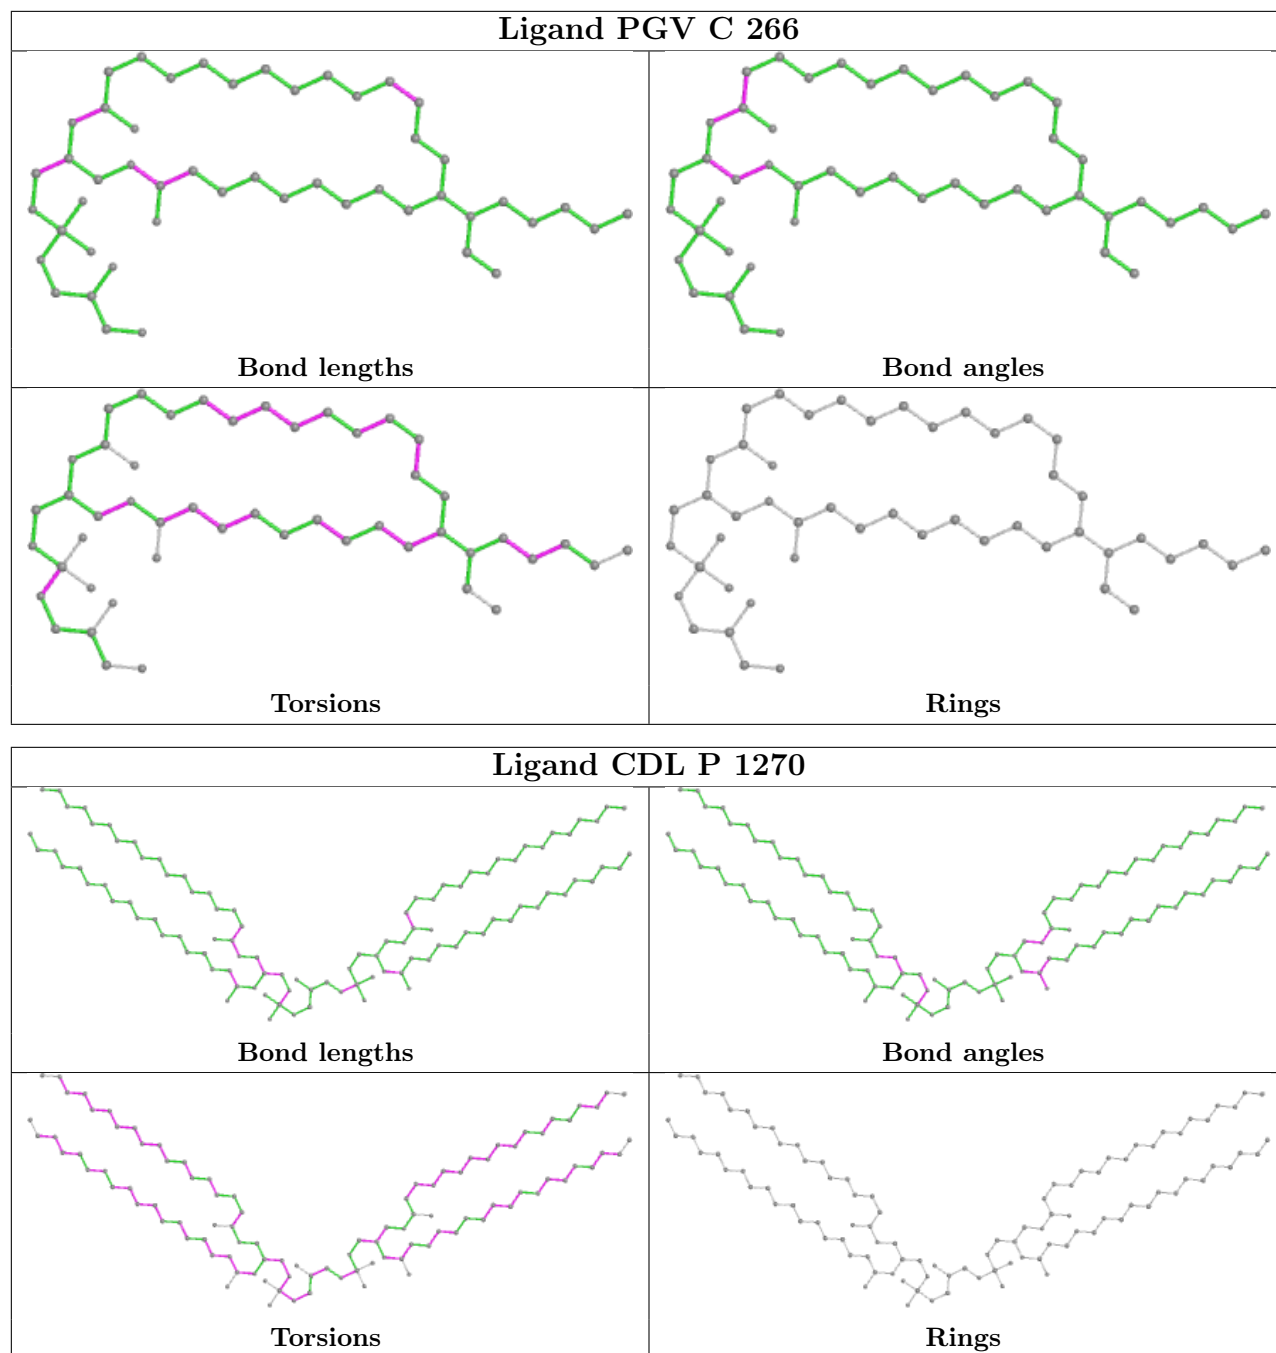 Ligand PGV C 266
Bond lengths
Bond angles
Torsions
Rings
Ligand CDL P 1270
Bond lengths
Bond angles
Torsions
Rings